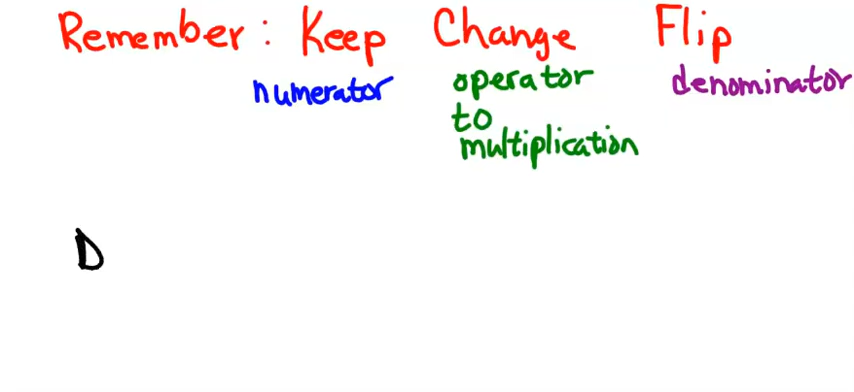 Remember: Keep Change Flip
numerator operator denominator
to
multiplication
D